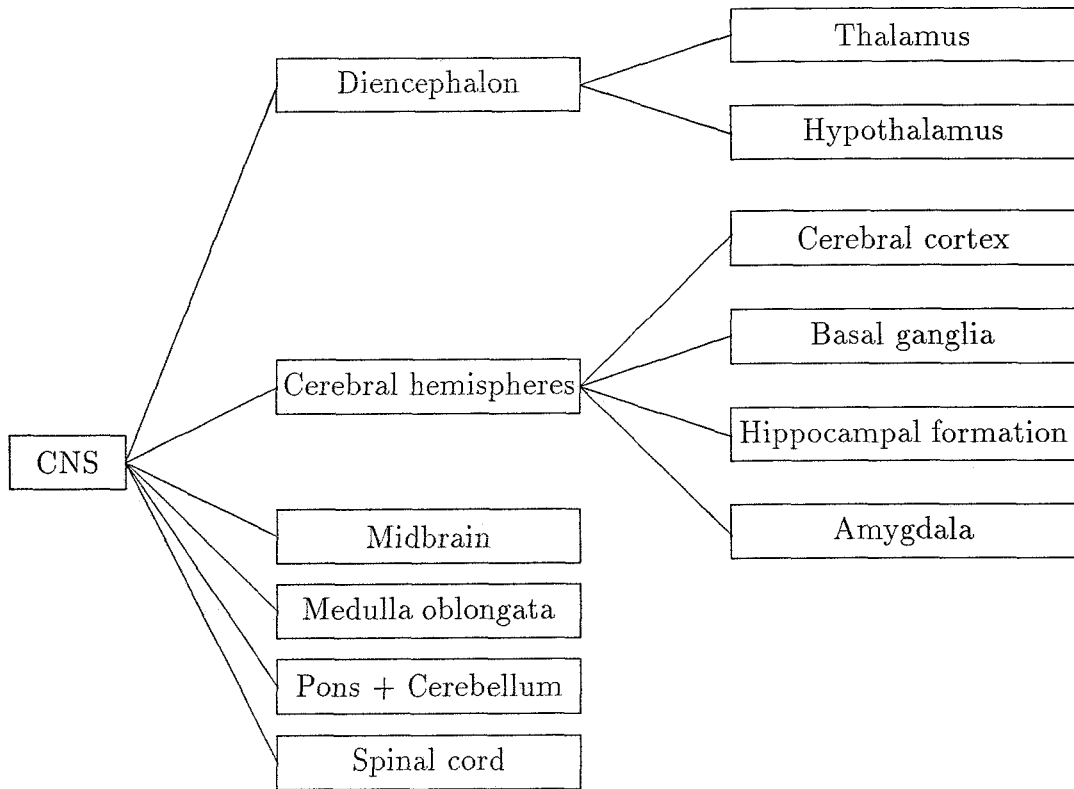 Thalamus
Diencephalon
Hypothalamus
Cerebral cortex
Basal ganglia
Cerebral hemispheres
Hippocampal formation
CNS
Amygdala
Midbrain
Medulla oblongata
Pons + Cerebellum
Spinal cord